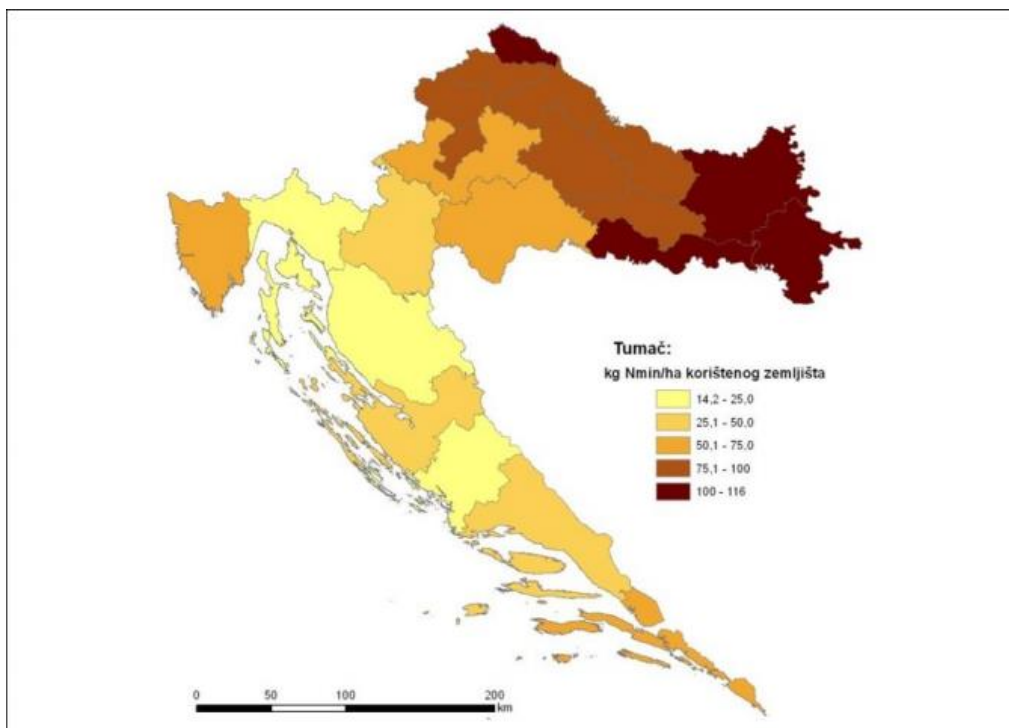 Tumač:
kg Nmin/ha korištenog zemljišta
14,2 - 25,0
25,1 - 50,0
50,1 - 75,0
75,1 - 100
100 - 116
0 50 100 200
km